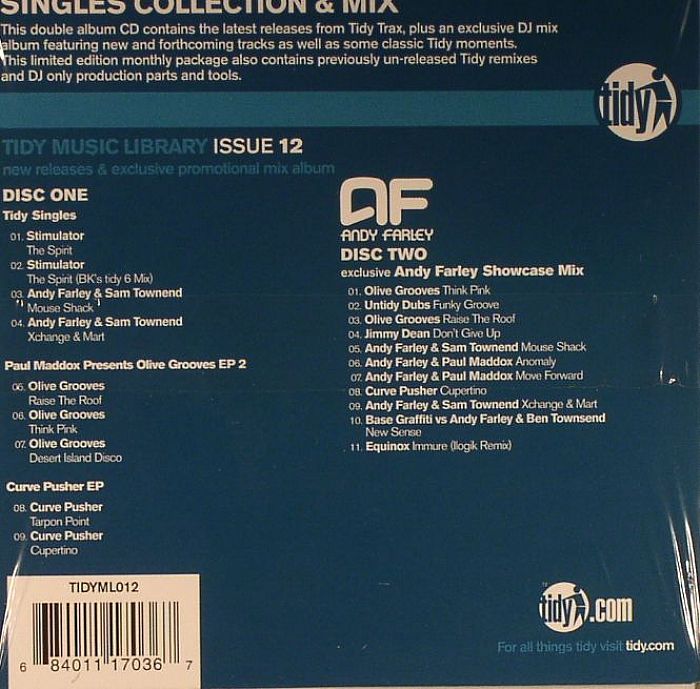 SINGLES COLLECTION & MIX
This double album CD contains the latest releases from Tidy Trax, plus an exclusive DJ mix
album featuring new and forthcoming tracks as well as some classic Tidy moments.
This limited edition monthly package also contains previously un-released Tidy remixes
and DJ only production parts and tools.
tidy
TIDY MUSIC LIBRARY ISSUE 12
new releases & exclusive promotional mix album
DISC ONE
Tidy Singles
01. Stimulator
The Spirit
02. Stimulator
The Spirit (BK's tidy 6 Mix)
03. Andy Farley & Sam Townend
Mouse Shack
04. Andy Farley & Sam Townend
Xchange & Mart
Paul Maddox Presents Olive Grooves EP 2
05. Olive Grooves
Raise The Roof
06. Olive Grooves
Think Pink
07. Olive Grooves
Desert Island Disco
Curve Pusher EP
08. Curve Pusher
Tarpon Point
09. Curve Pusher
Cupertino
AF
ANDY FARLEY
DISC TWO
exclusive Andy Farley Showcase Mix
01. Olive Grooves Think Pink
02. Untidy Dubs Funky Groove
03. Olive Grooves Raise The Roof
04. Jimmy Dean Don't Give Up
05. Andy Farley & Sam Townend Mouse Shack
06. Andy Farley & Paul Maddox Anomaly
07. Andy Farley & Paul Maddox Move Forward
08. Curve Pusher Cupertino
09. Andy Farley & Sam Townend Xchange & Mart
10. Base Graffiti vs Andy Farley & Ben Townsend
New Sense
11. Equinox Immure (Ilogik Remix)
TIDYML012
6 84011 17036 7
tidy.com
For all things tidy visit tidy.com